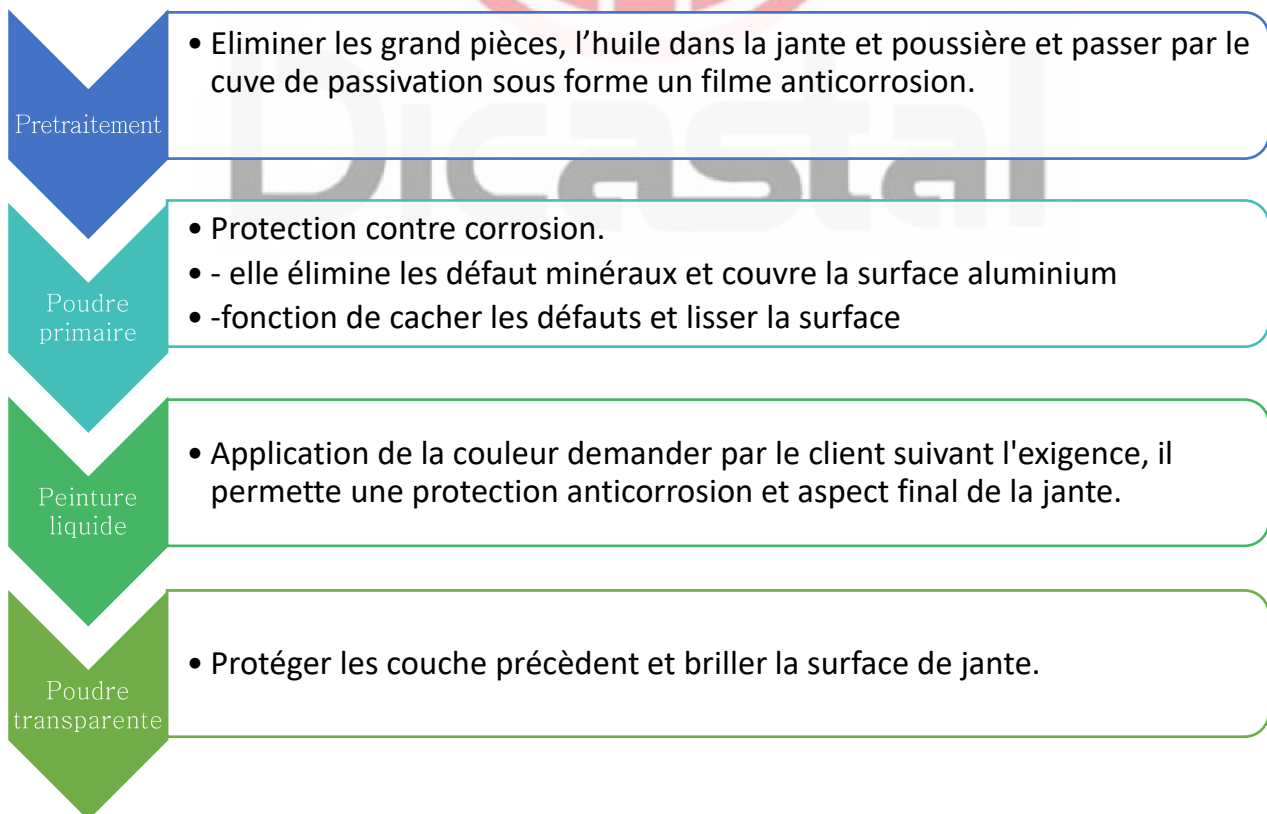 Pretraitement
• Eliminer les grand pièces, l’huile dans la jante et poussière et passer par le
cuve de passivation sous forme un filme anticorrosion.
Dicastal
Poudre
primaire
• Protection contre corrosion.
• - elle élimine les défaut minéraux et couvre la surface aluminium
• -fonction de cacher les défauts et lisser la surface
Peinture
liquide
• Application de la couleur demander par le client suivant l'exigence, il
permette une protection anticorrosion et aspect final de la jante.
Poudre
transparente
• Protéger les couche précèdent et briller la surface de jante.